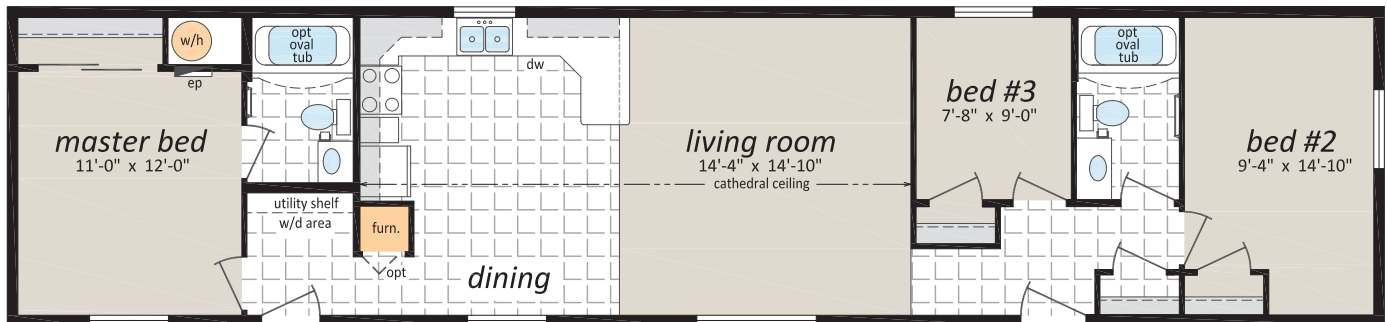 w/h
ep
master bed
11'-0" x 12'-0"
opt
oval
tub
utility shelf
w/d area
furn.
opt
dw
dining
living room
14'-4" x 14'-10"
cathedral ceiling
bed #3
7'-8" x 9'-0"
opt
oval
tub
bed #2
9'-4" x 14'-10"